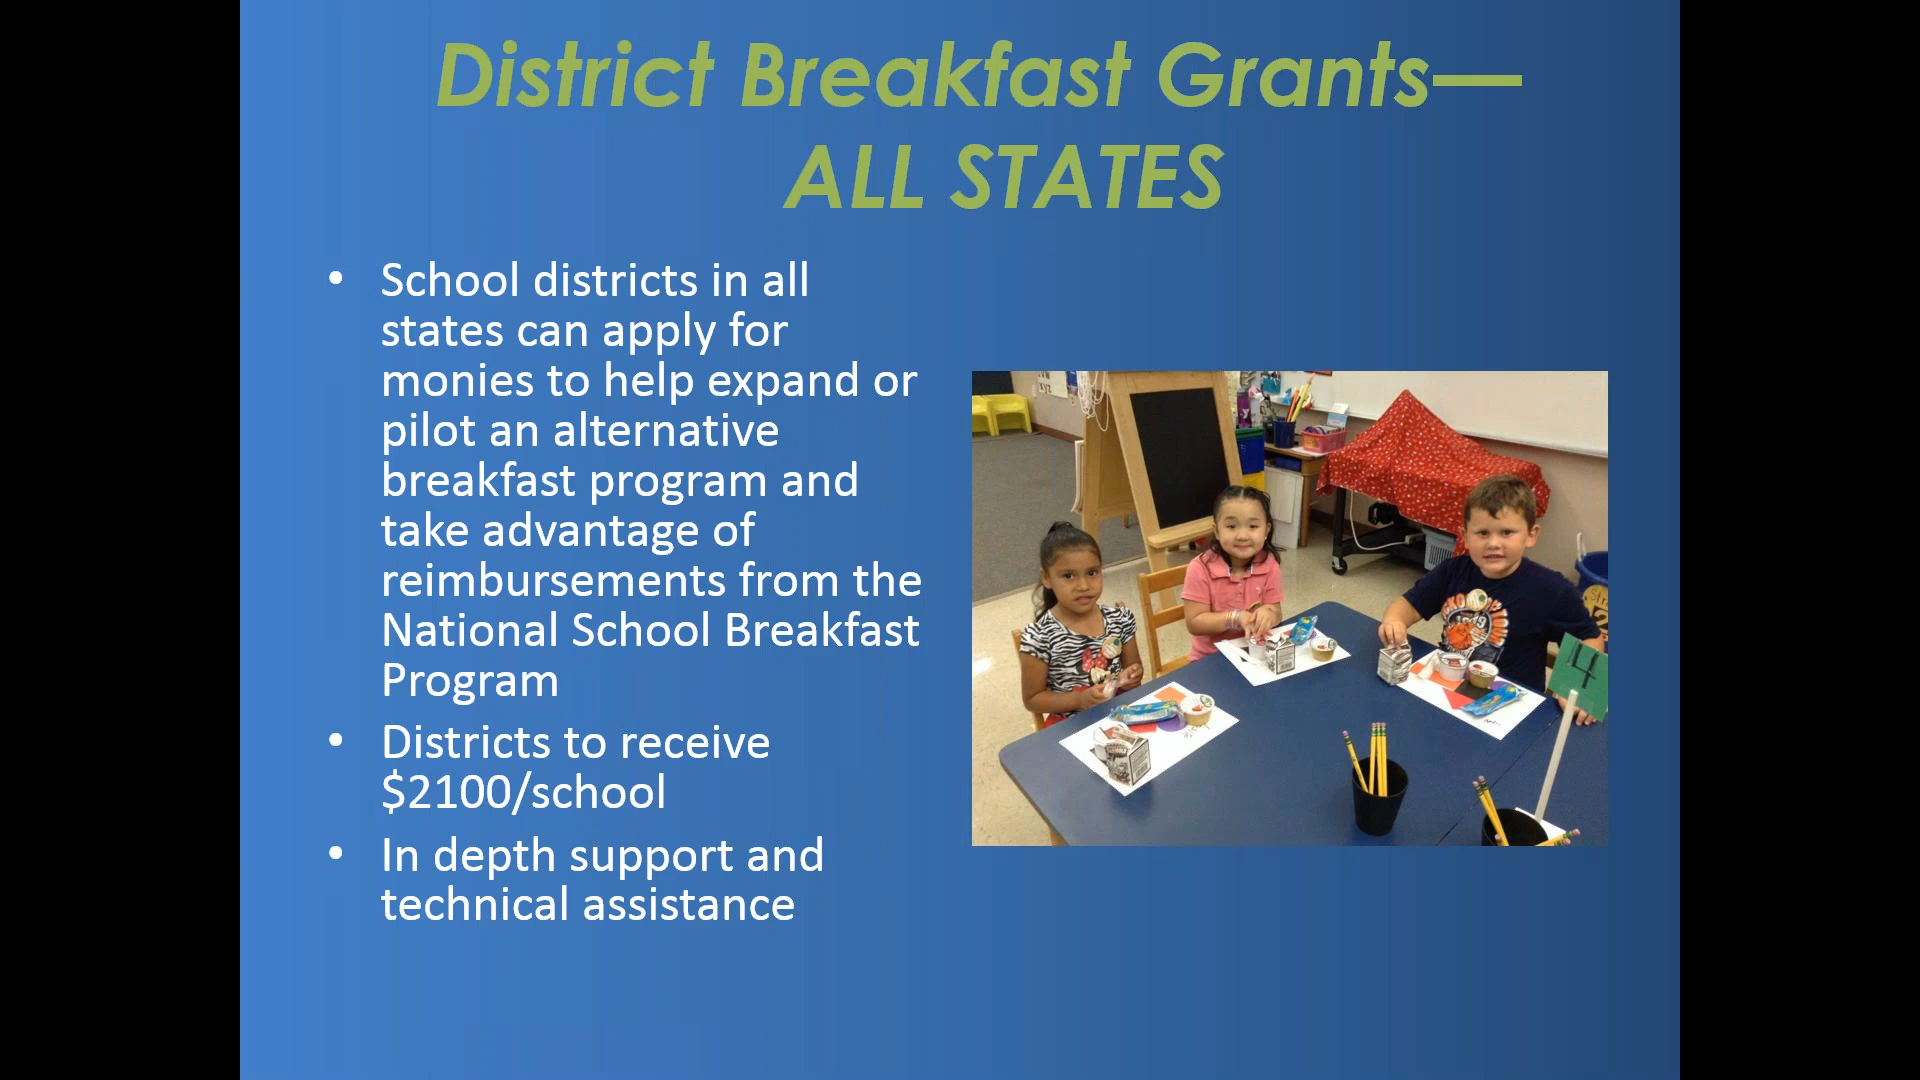 District Breakfast Grants—
ALL STATES
• School districts in all
states can apply for
monies to help expand or
pilot an alternative
breakfast program and
take advantage of
reimbursements from the
National School Breakfast
Program
• Districts to receive
$2100/school
• In depth support and
technical assistance
4